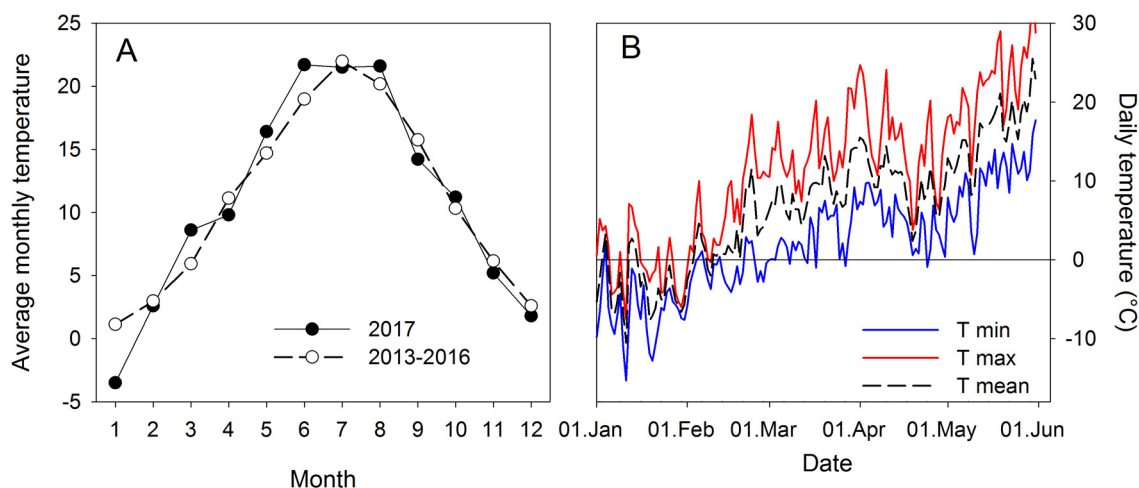 A
Average monthly temperature
25
20
15
10
5
0
-5
1 2 3 4 5 6 7 8 9 10 11 12
Month
2017
2013-2016
B
30
20
10
0
-10
Daily temperature (°C)
T min
T max
T mean
01.Jan 01.Feb 01.Mar 01.Apr 01.May 01.Jun
Date